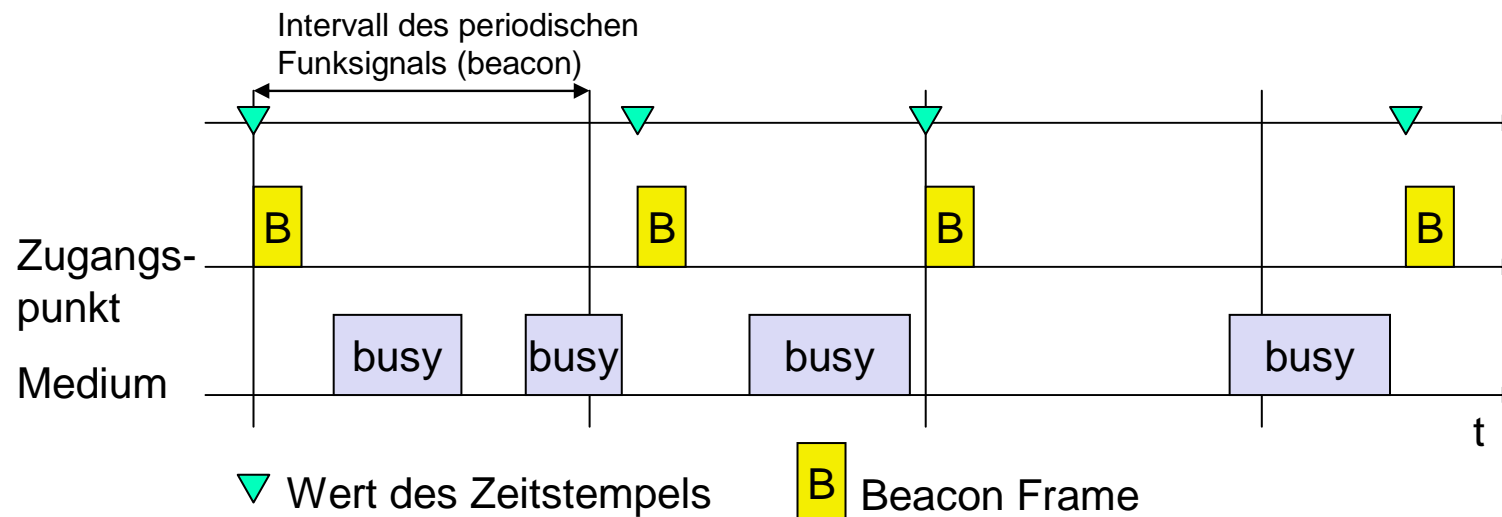 Intervall des periodischen
Funksignals (beacon)
B
B
B
B
Zugangs-
punkt
busy
busy
busy
busy
Medium
t
Wert des Zeitstempels
B
Beacon Frame